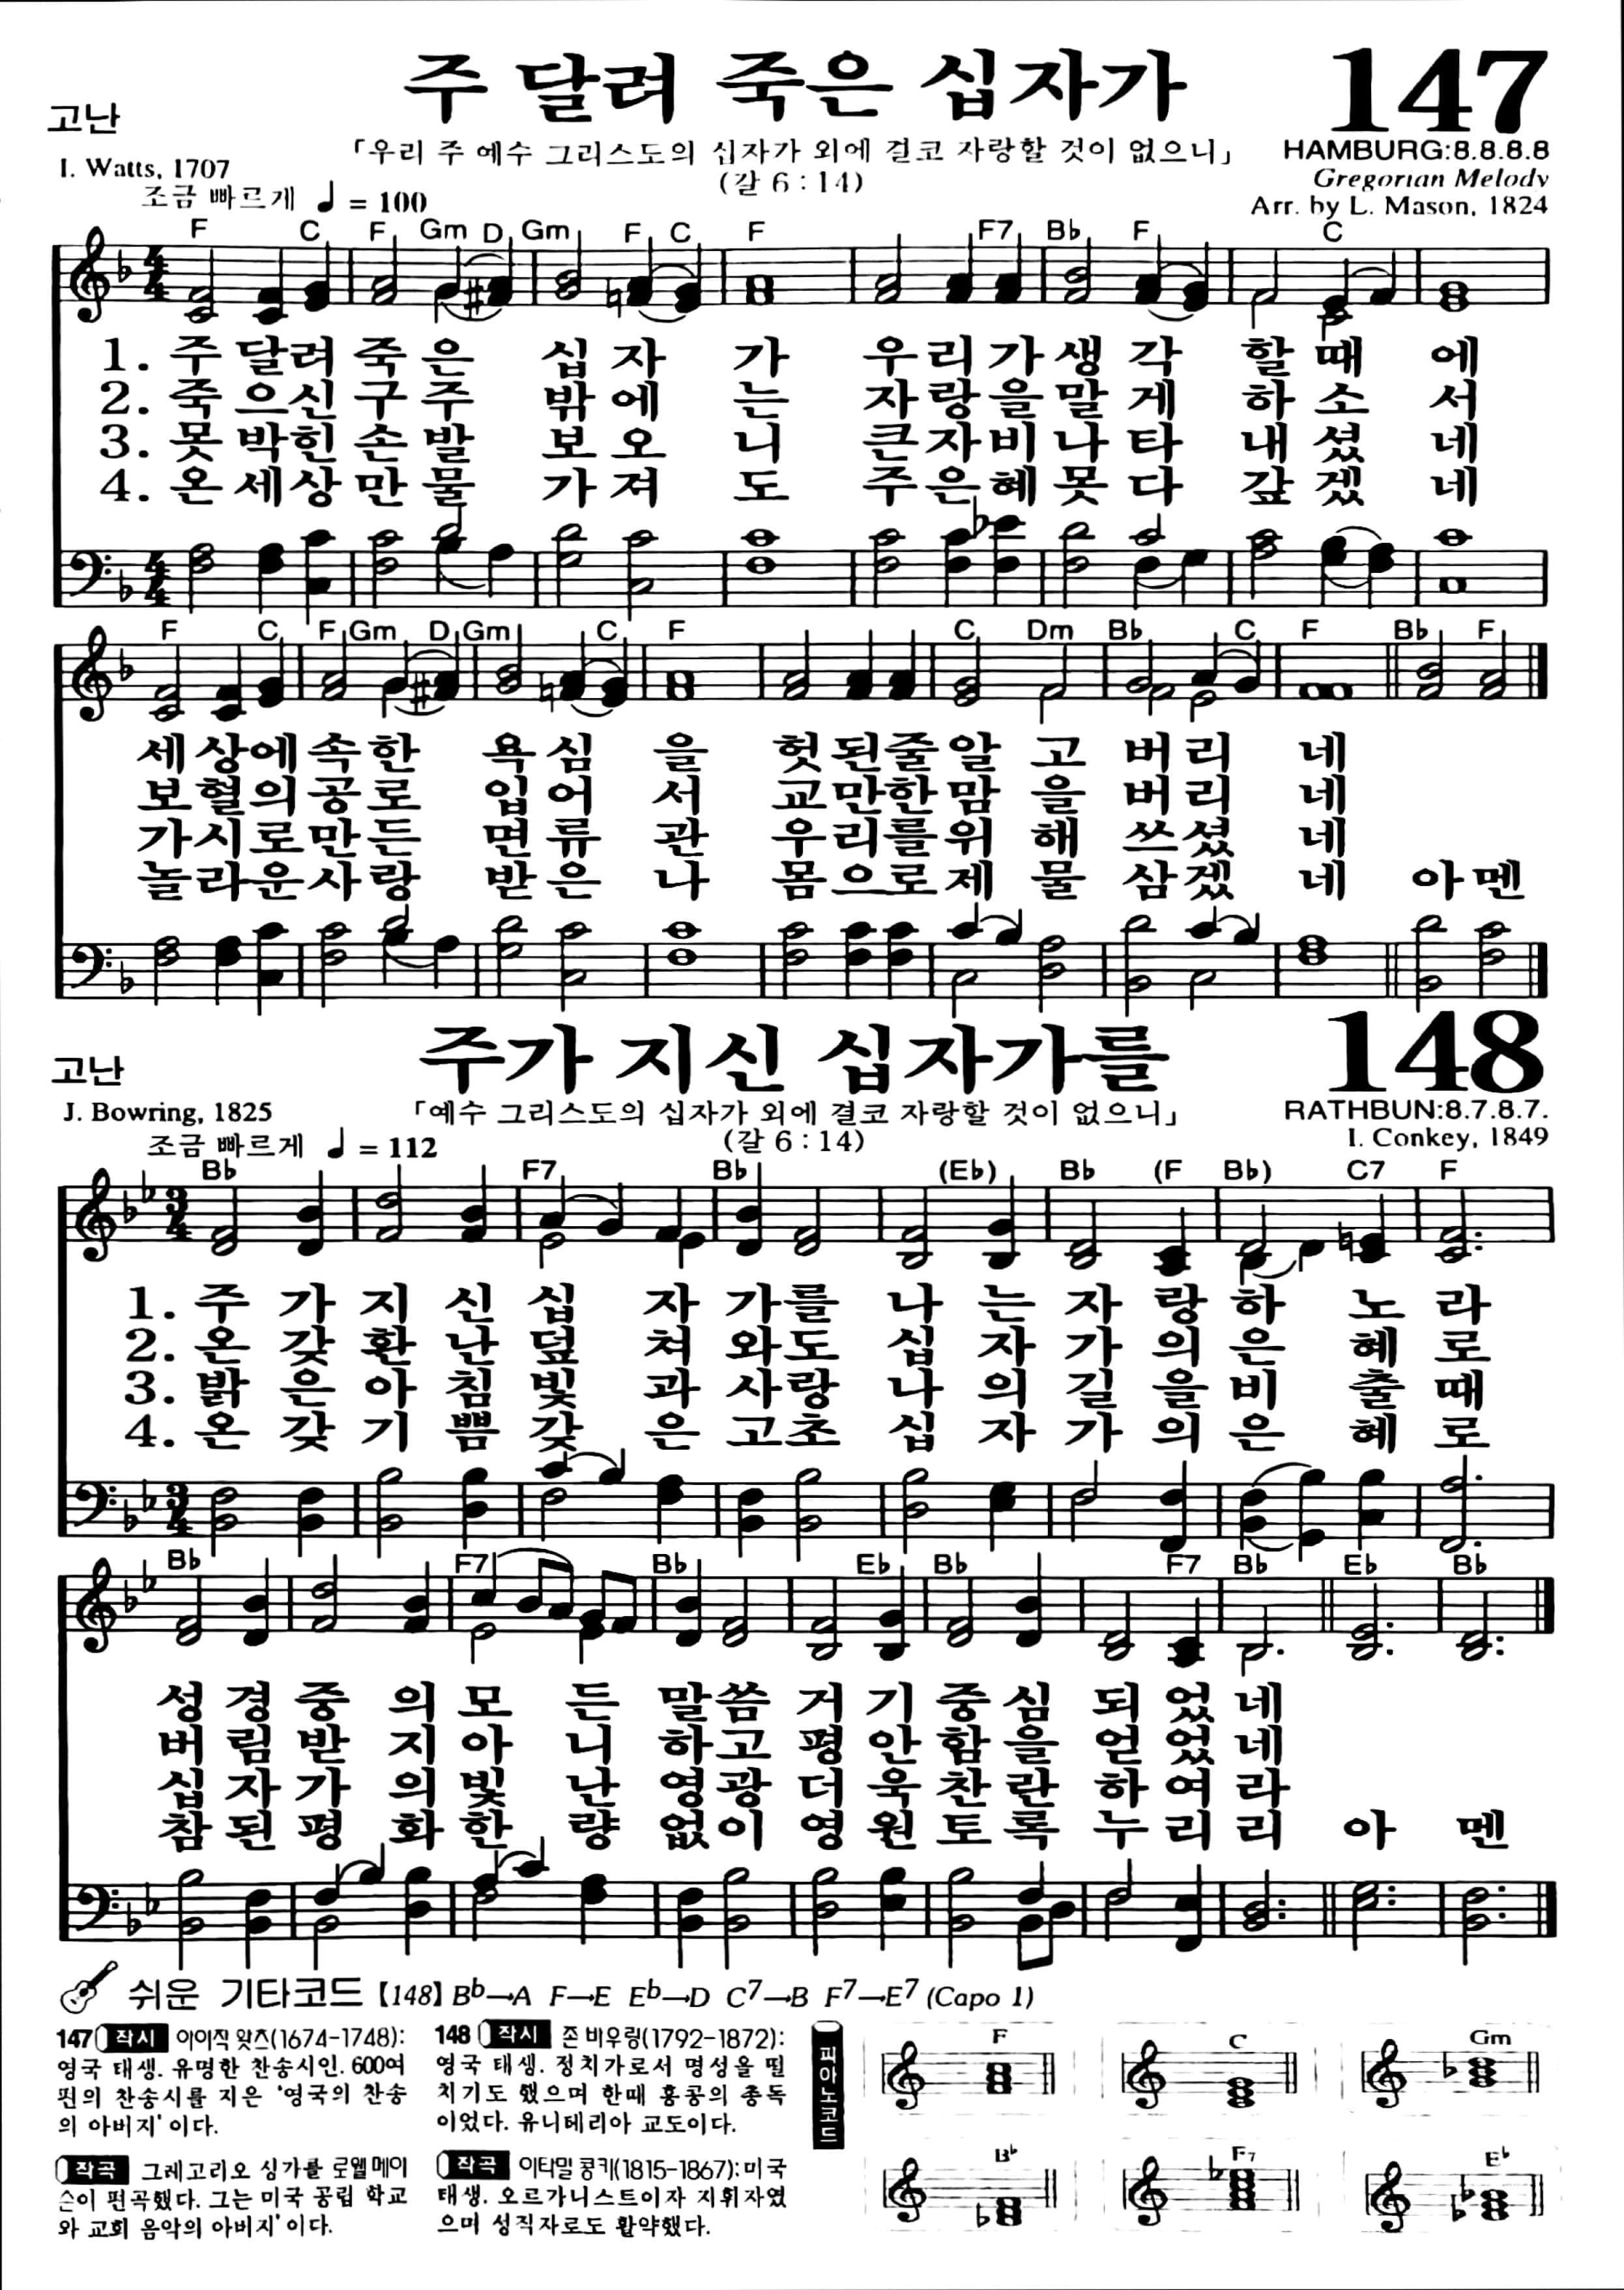 고난
주 달려 죽은 십자가
147
I. Watts, 1707
「우리 주 예수 그리스도의 십자가 외에 결코 자랑할 것이 없으니」
(갈 6 : 14)
HAMBURG:8.8.8.8
Gregorian Melody
Arr. by L. Mason, 1824
조금 빠르게 ♩ = 100
F C F Gm D Gm F C F F7 B♭ F C
4/4
1. 주 달려 죽은 십 자 가 우리가생 각 할 때 에
2. 죽으신구 주 밖에 는 자랑을말 게 하 소 서
3. 못박힌손 발 보오 니 큰자비나 타 내 셨 네
4. 온세상만 물 가져 도 주은혜못 다 갚 겠 네
4/4
F C F Gm D Gm C F C Dm B♭ C F B♭ F
세상에속한 욕심 을 헛된줄알 고 버리 네
보혈의공로 입어 서 교만한맘 을 버리 네
가시로만든 면류 관 우리를위 해 쓰셨 네
놀라운사랑 받은 나 몸으로제 물 삼겠 네 아멘
고난
주가 지신 십자가를
148
J. Bowring, 1825
「예수 그리스도의 십자가 외에 결코 자랑할 것이 없으니」
(갈 6 : 14)
RATHBUN:8.7.8.7.
I. Conkey, 1849
조금 빠르게 ♩ = 112
B♭ F7 B♭ (E♭) B♭ (F B♭) C7 F
3/4
1. 주 가 지 신 십 자 가를 나 는 자 랑하 노 라
2. 온 갖 환 난 덮 쳐 와도 십 자 가 의은 혜 로
3. 밝 은 아 침 빛 과 사랑 나 의 길 을비 출 때
4. 온 갖 기 쁨 갖 은 고초 십 자 가 의은 혜 로
3/4
B♭ F7 B♭ E♭ B♭ F7 B♭ E♭ B♭
성 경 중 의 모 든 말씀 거 기 중심 되 었 네
버 림 받 지 아 니 하고 평 안 함을 얻 었 네
십 자 가 의 빛 난 영광 더 욱 찬란 하 여 라
참 된 평 화 한 량 없이 영 원 토록 누 리 리 아 멘
쉬운 기타코드【148】B♭→A F→E E♭→D C7→B F7→E7 (Capo 1)
147 작시 아이직 왓츠(1674-1748):
영국 태생. 유명한 찬송시인. 600여
편의 찬송시를 지은 '영국의 찬송
의 아버지'이다.
작곡 그레고리오 싱가를 로웰 메이
슨이 편곡했다. 그는 미국 공립 학교
와 교회 음악의 아버지'이다.
148 작시 존 바우링(1792-1872):
영국 태생. 정치가로서 명성을 떨
치기도 했으며 한때 홍콩의 총독
이었다. 유니테리아 교도이다.
작곡 이타밀 콩키(1815-1867):미국
태생. 오르가니스트이자 지휘자였
으며 성직자로도 활약했다.
피아노코드
F C Gm
B♭ F7 E♭